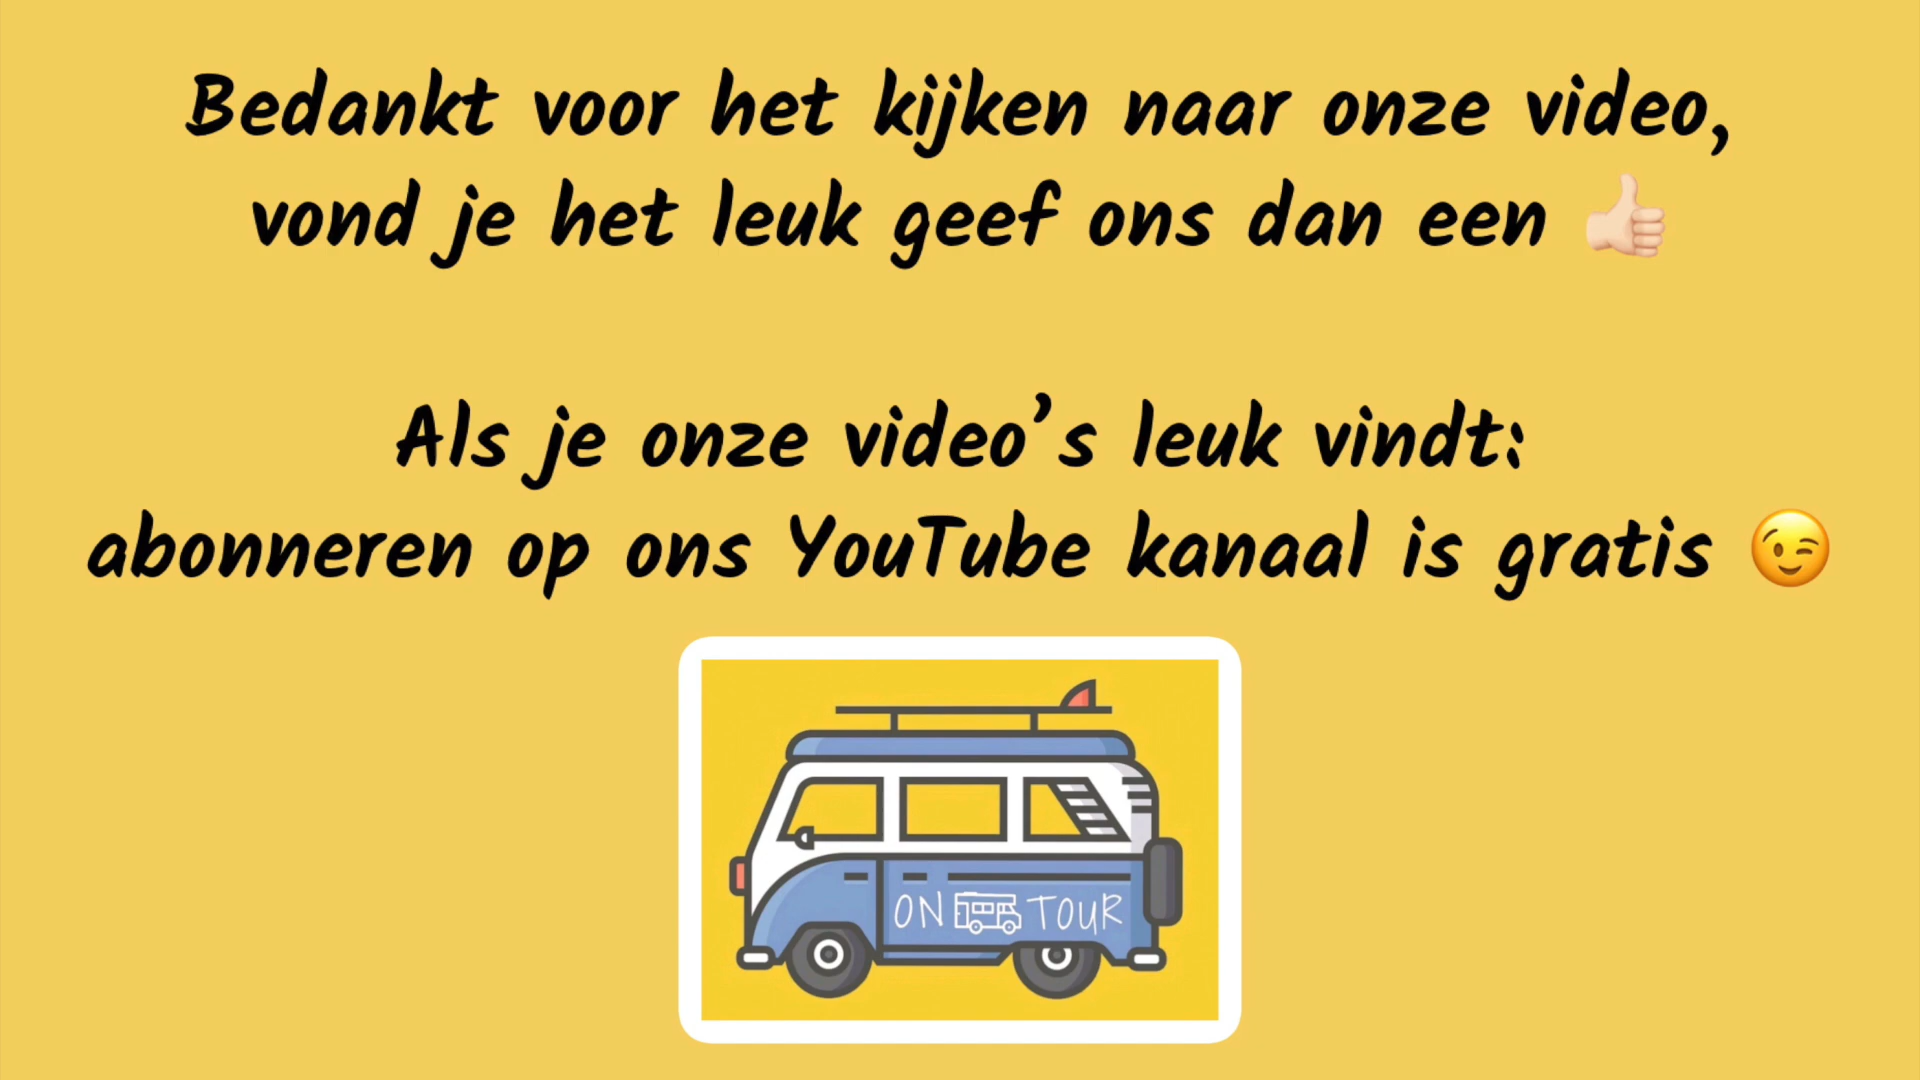 Bedankt voor het kijken naar onze video,
vond je het leuk geef ons dan een 👍🏻
Als je onze video’s leuk vindt:
abonneren op ons YouTube kanaal is gratis 😉
ON TOUR